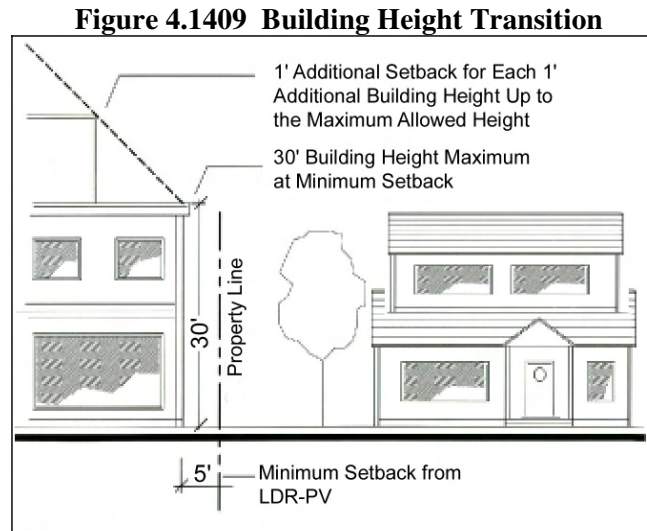 Figure 4.1409 Building Height Transition
1' Additional Setback for Each 1'
Additional Building Height Up to
the Maximum Allowed Height
30' Building Height Maximum
at Minimum Setback
30'
Property Line
5'
Minimum Setback from
LDR-PV